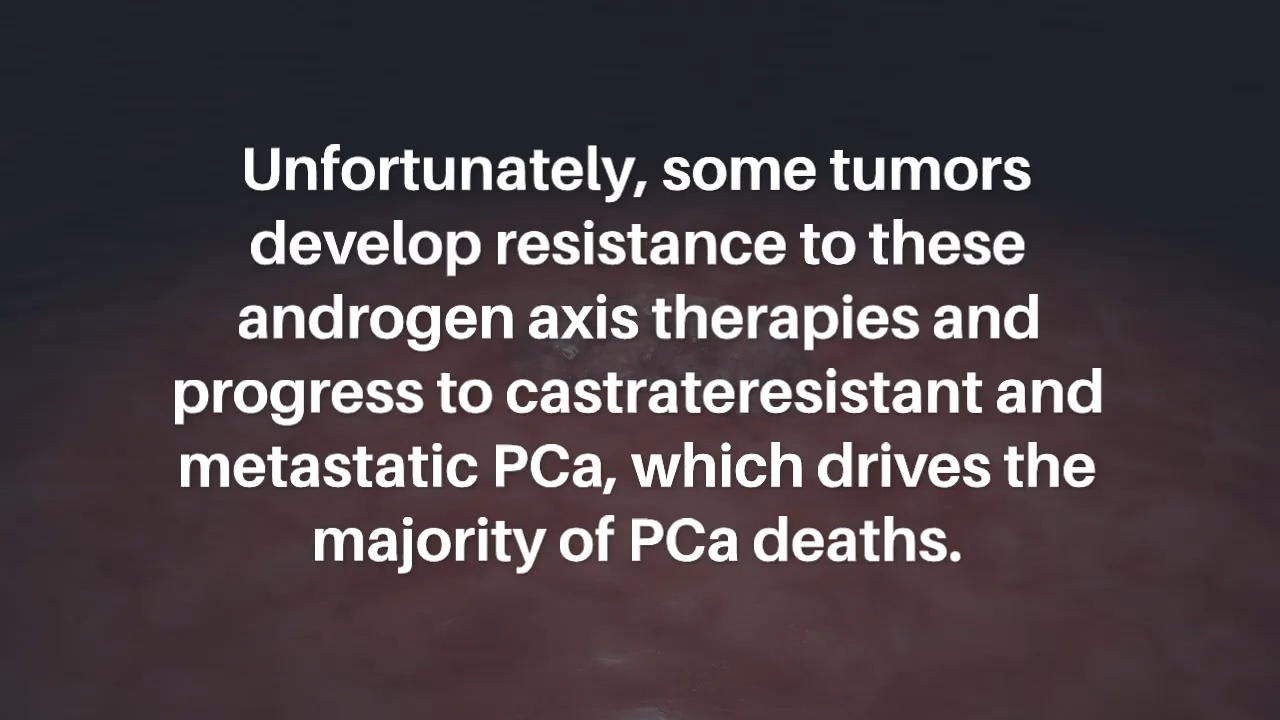 Unfortunately, some tumors
develop resistance to these
androgen axis therapies and
progress to castrateresistant and
metastatic PCa, which drives the
majority of PCa deaths.